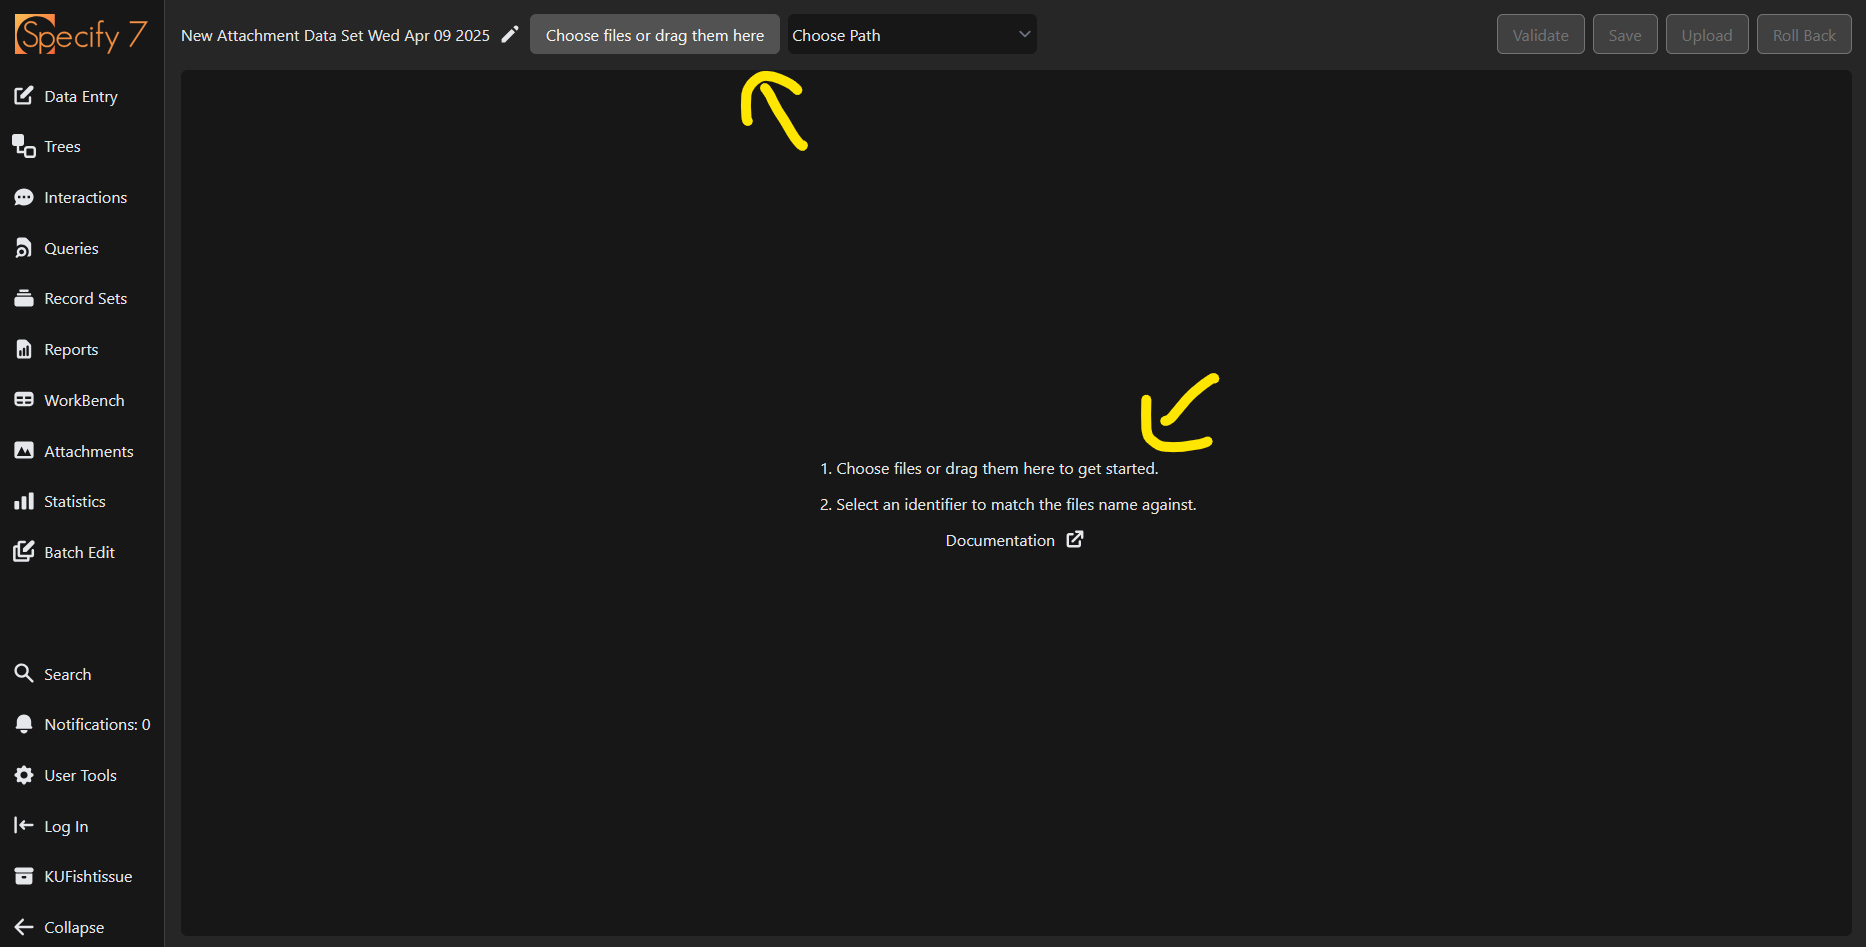 Specify 7
New Attachment Data Set Wed Apr 09 2025
Choose files or drag them here
Choose Path
Validate
Save
Upload
Roll Back
Data Entry
Trees
Interactions
Queries
Record Sets
Reports
WorkBench
Attachments
Statistics
Batch Edit
Search
Notifications: 0
User Tools
Log In
KUFishtissue
Collapse
1. Choose files or drag them here to get started.
2. Select an identifier to match the files name against.
Documentation